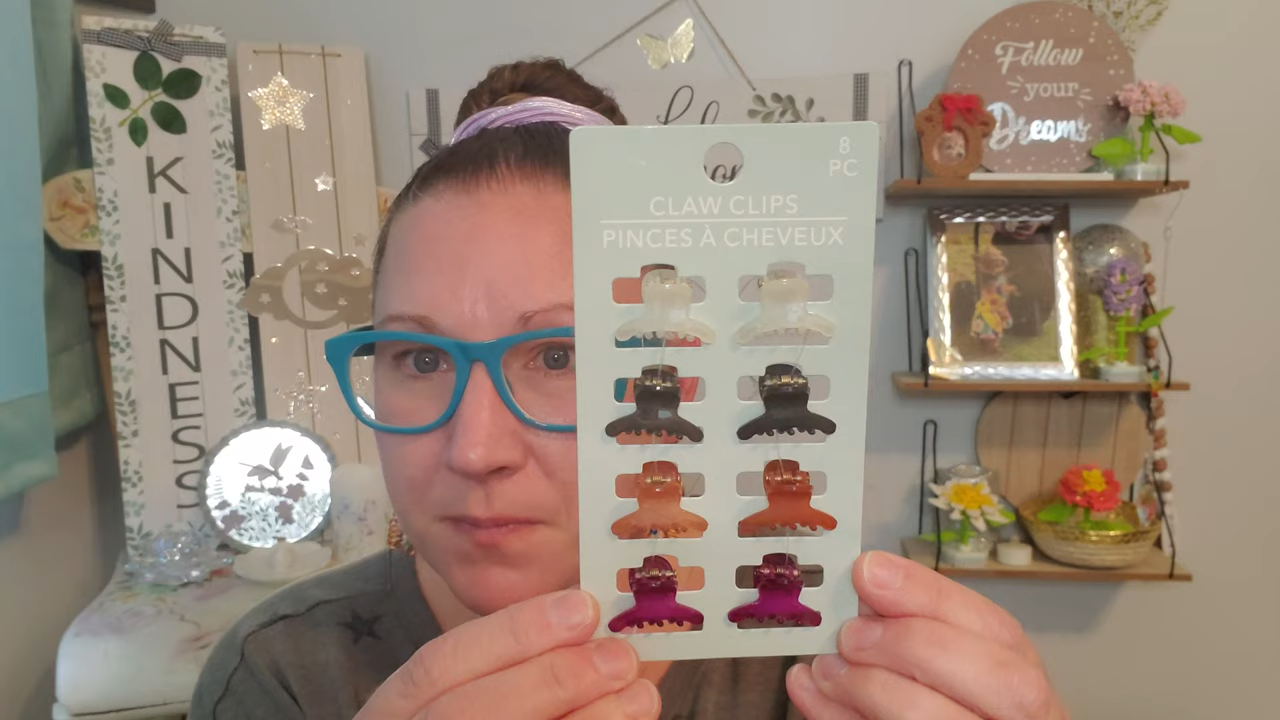 KINDNESS
Follow
your
Dreams
8
PC
CLAW CLIPS
PINCES À CHEVEUX